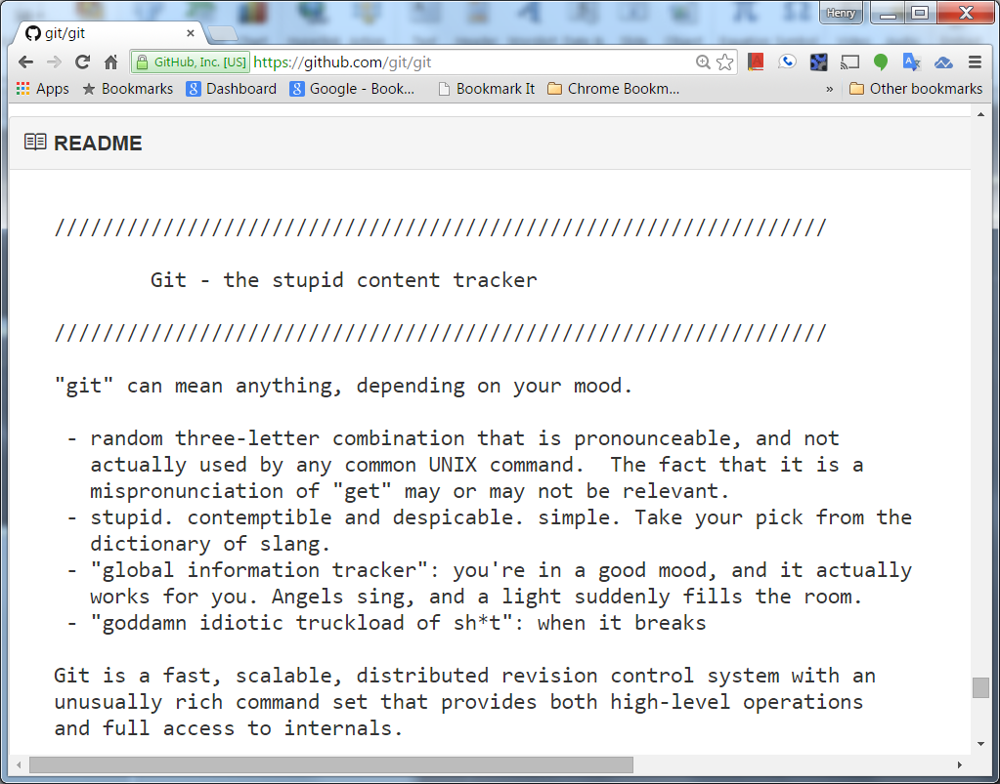 Henry
git/git
GitHub, Inc. [US] https://github.com/git/git
Apps Bookmarks Dashboard Google - Book... Bookmark It Chrome Bookm... » Other bookmarks
README
////////////////////////////////////////////////////////////////
Git - the stupid content tracker
////////////////////////////////////////////////////////////////
"git" can mean anything, depending on your mood.
- random three-letter combination that is pronounceable, and not
actually used by any common UNIX command.  The fact that it is a
mispronunciation of "get" may or may not be relevant.
- stupid. contemptible and despicable. simple. Take your pick from the
dictionary of slang.
- "global information tracker": you're in a good mood, and it actually
works for you. Angels sing, and a light suddenly fills the room.
- "goddamn idiotic truckload of sh*t": when it breaks
Git is a fast, scalable, distributed revision control system with an
unusually rich command set that provides both high-level operations
and full access to internals.